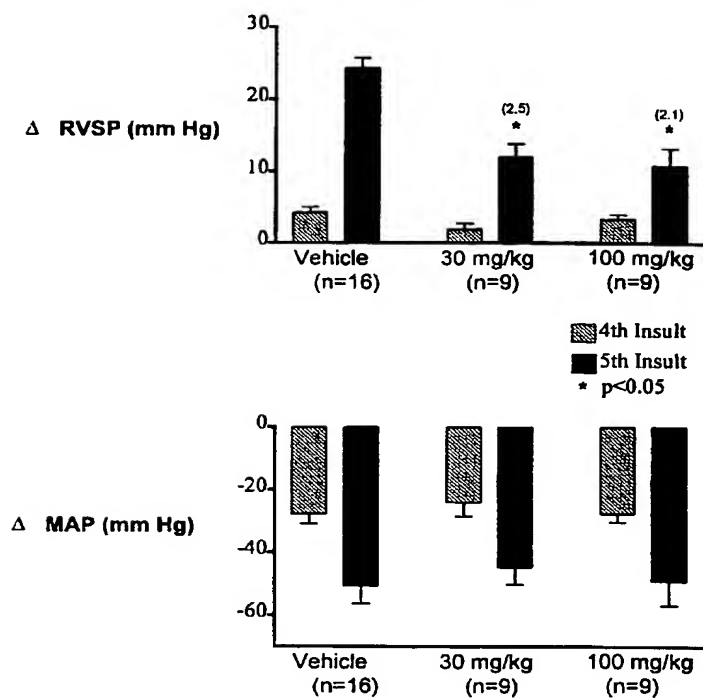 30
20
10
0
Δ RVSP (mm Hg)
(2.5)
*
(2.1)
*
Vehicle 30 mg/kg 100 mg/kg
(n=16) (n=9) (n=9)
4th Insult
5th Insult
* p<0.05
0
-20
-40
-60
Δ MAP (mm Hg)
Vehicle 30 mg/kg 100 mg/kg
(n=16) (n=9) (n=9)